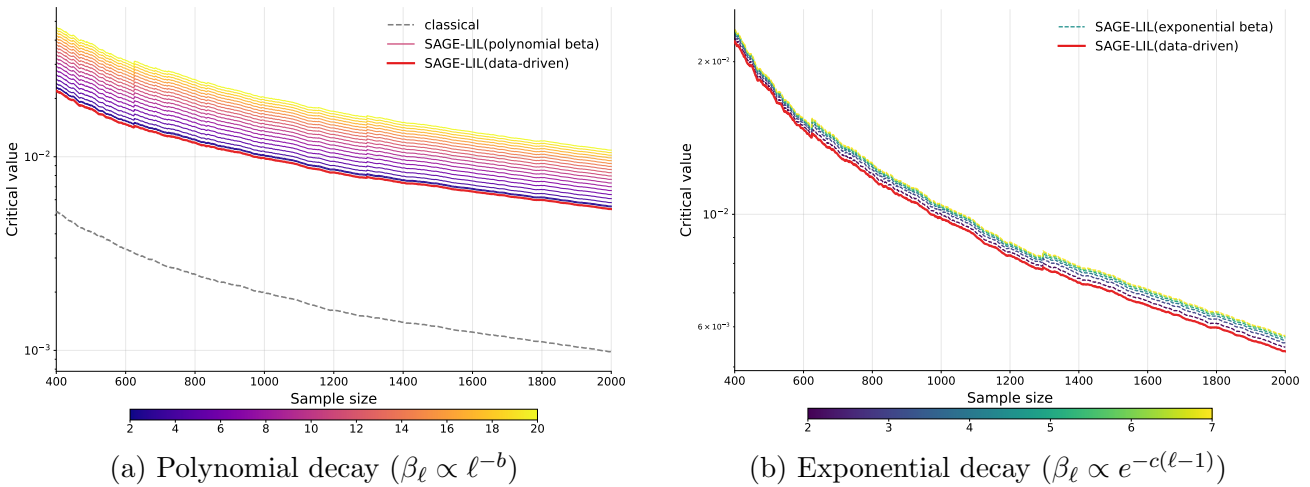 classical
SAGE-LIL(polynomial beta)
SAGE-LIL(data-driven)
Critical value
10⁻²
10⁻³
400 600 800 1000 1200 1400 1600 1800 2000
Sample size
2 4 6 8 10 12 14 16 18 20
(a) Polynomial decay (β_ℓ ∝ ℓ^{−b})
SAGE-LIL(exponential beta)
SAGE-LIL(data-driven)
Critical value
2 × 10⁻²
10⁻²
6 × 10⁻³
400 600 800 1000 1200 1400 1600 1800 2000
Sample size
2 3 4 5 6 7
(b) Exponential decay (β_ℓ ∝ e^{−c(ℓ−1)})